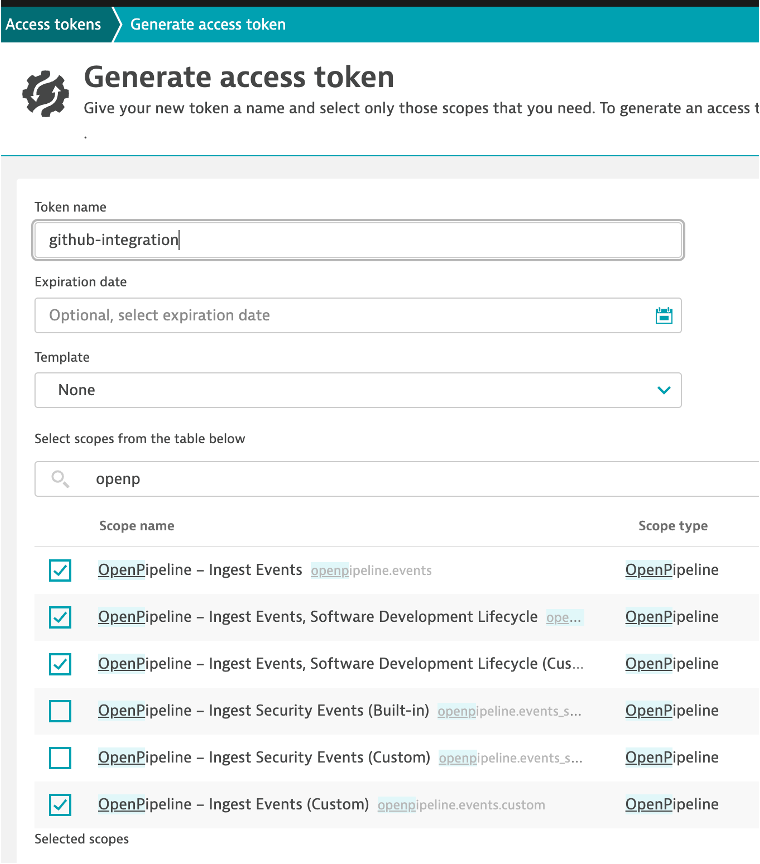 Access tokens Generate access token
Generate access token
Give your new token a name and select only those scopes that you need. To generate an access t
.
Token name
github-integration
Expiration date
Optional, select expiration date
Template
None
Select scopes from the table below
openp
Scope name Scope type
OpenPipeline – Ingest Events openpipeline.events OpenPipeline
OpenPipeline – Ingest Events, Software Development Lifecycle ope... OpenPipeline
OpenPipeline – Ingest Events, Software Development Lifecycle (Cus... OpenPipeline
OpenPipeline – Ingest Security Events (Built-in) openpipeline.events_s... OpenPipeline
OpenPipeline – Ingest Security Events (Custom) openpipeline.events_s... OpenPipeline
OpenPipeline – Ingest Events (Custom) openpipeline.events.custom OpenPipeline
Selected scopes